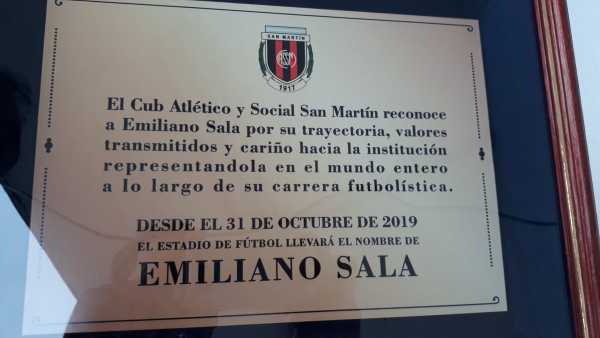 SAN MARTÍN
1917
El Cub Atlético y Social San Martín reconoce
a Emiliano Sala por su trayectoria, valores
transmitidos y cariño hacia la institución
representandola en el mundo entero
a lo largo de su carrera futbolística.
DESDE EL 31 DE OCTUBRE DE 2019
EL ESTADIO DE FÚTBOL LLEVARÁ EL NOMBRE DE
EMILIANO SALA